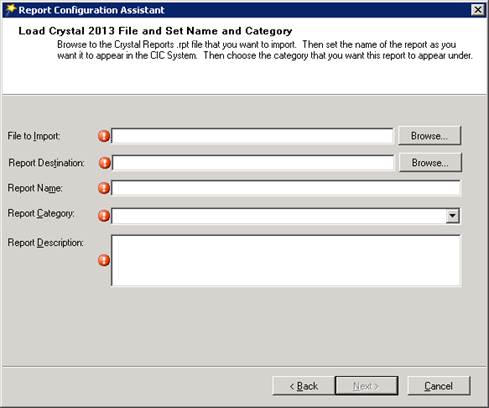 Report Configuration Assistant
Load Crystal 2013 File and Set Name and Category
Browse to the Crystal Reports .rpt file that you want to import. Then set the name of the report as you
want it to appear in the CIC System. Then choose the category that you want this report to appear under.
File to Import:
Browse...
Report Destination:
Browse...
Report Name:
Report Category:
Report Description:
< Back
Next >
Cancel